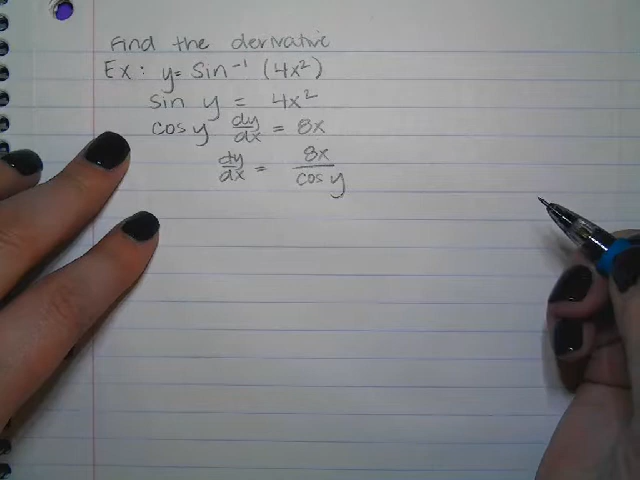 Find the derivative
Ex: y= sin⁻¹ (4x²)
sin y = 4x²
cos y dy/dx = 8x
dy/dx = 8x/cos y